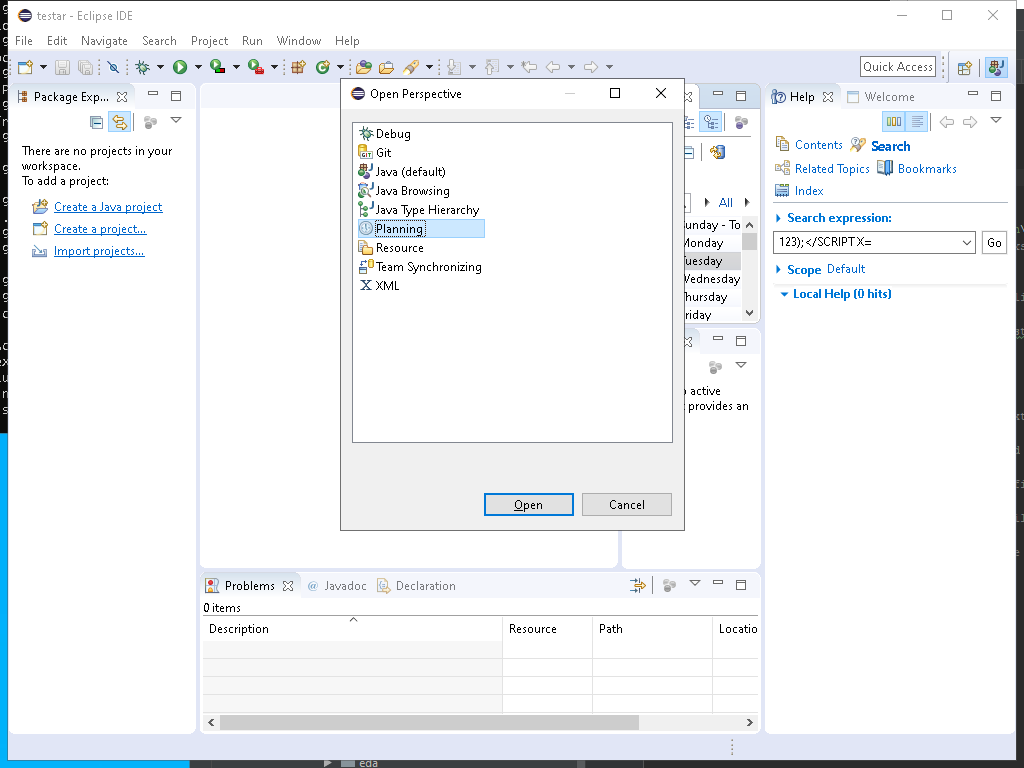 testar - Eclipse IDE
File Edit Navigate Search Project Run Window Help
Quick Access
Package Exp...
There are no projects in your
workspace.
To add a project:
Create a Java project
Create a project...
Import projects...
Open Perspective
Debug
Git
Java (default)
Java Browsing
Java Type Hierarchy
Planning
Resource
Team Synchronizing
XML
Open Cancel
All
unday - To
Monday
Tuesday
Wednesday
Thursday
riday
active
provides an
Help Welcome
Contents Search
Related Topics Bookmarks
Index
Search expression:
123);</SCRIPT X=
Go
Scope Default
Local Help (0 hits)
Problems Javadoc Declaration
0 items
Description Resource Path Locatio
eda